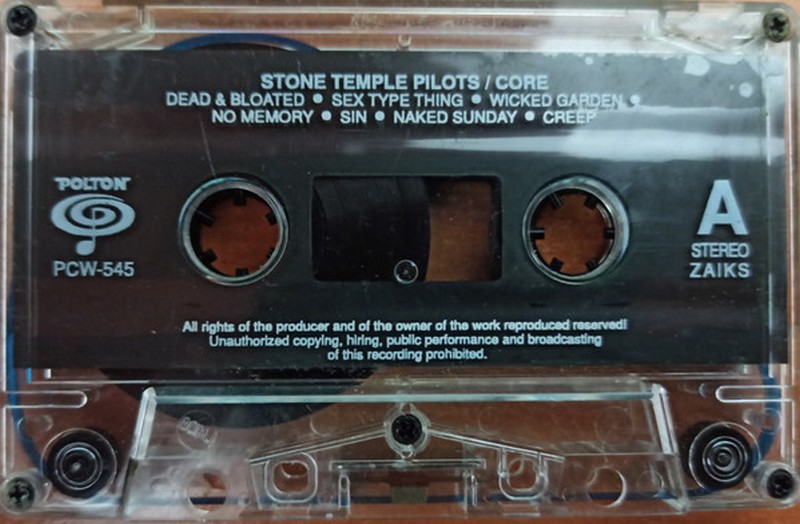 STONE TEMPLE PILOTS / CORE
DEAD & BLOATED • SEX TYPE THING • WICKED GARDEN •
NO MEMORY • SIN • NAKED SUNDAY • CREEP
POLTON
PCW-545
A
STEREO
ZAIKS
All rights of the producer and of the owner of the work reproduced reserved!
Unauthorized copying, hiring, public performance and broadcasting
of this recording prohibited.